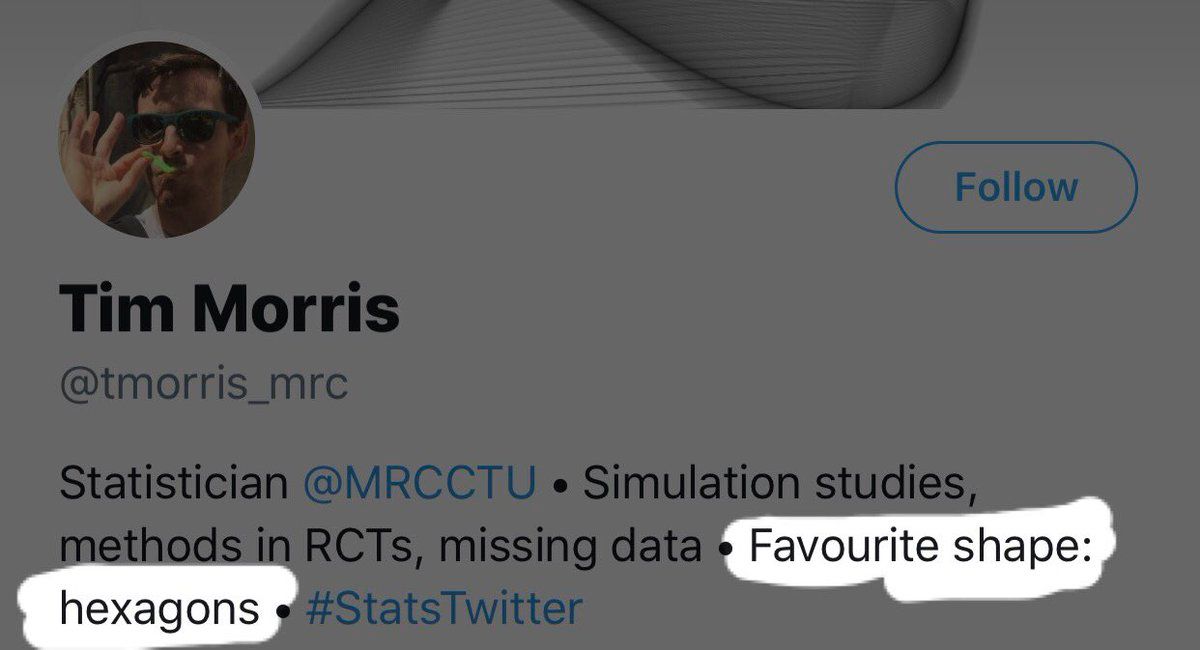 Follow
Tim Morris
@tmorris_mrc
Statistician @MRCCTU • Simulation studies,
methods in RCTs, missing data • Favourite shape:
hexagons • #StatsTwitter